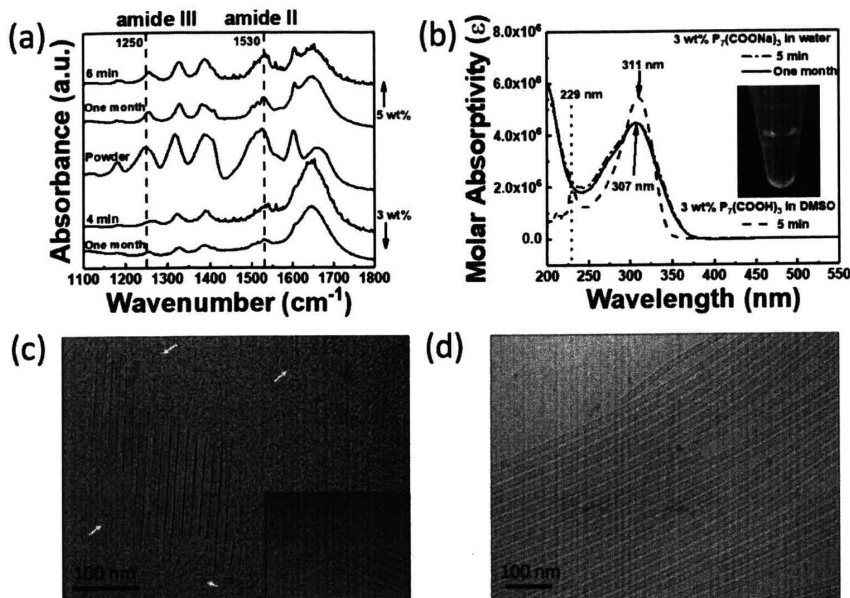 (a)
amide III amide II
1250 1530
6 min
One month
5 wt%
Powder
4 min
3 wt%
One month
1100 1200 1300 1400 1500 1600 1700 1800
Wavenumber (cm⁻¹)
Absorbance (a.u.)
(b)
8.0x10⁶
6.0x10⁶
4.0x10⁶
2.0x10⁶
0.0
3 wt% P₇(COONa)₃ in water
5 min
One month
311 nm
229 nm
307 nm
3 wt% P₇(COOH)₃ in DMSO
5 min
200 250 300 350 400 450 500 550
Wavelength (nm)
Molar Absorptivity (ε)
(c)
100 nm
(d)
100 nm